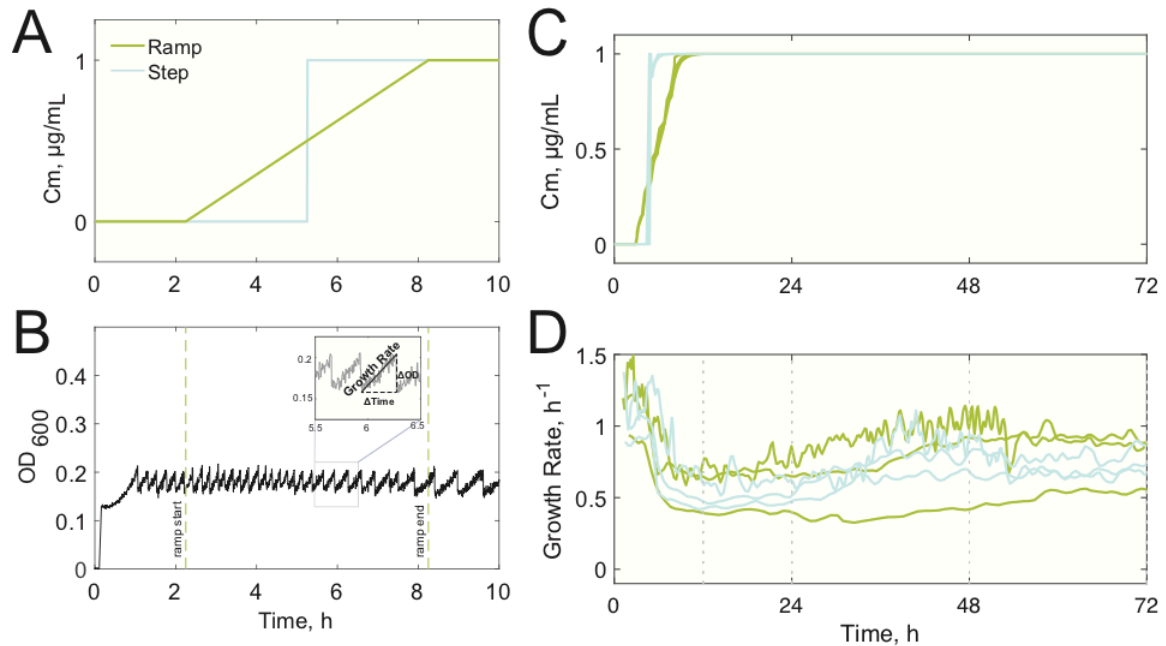 A
Ramp
Step
1
0
Cm, µg/mL
0 2 4 6 8 10
B
0.4
0.3
0.2
0.1
0
OD600
ramp start
ramp end
0.2
0.15
5.5 6 6.5
Growth Rate
ΔOD
ΔTime
0 2 4 6 8 10
Time, h
C
1
0.5
0
Cm, µg/mL
0 24 48 72
D
1.5
1
0.5
0
Growth Rate, h-1
0 24 48 72
Time, h